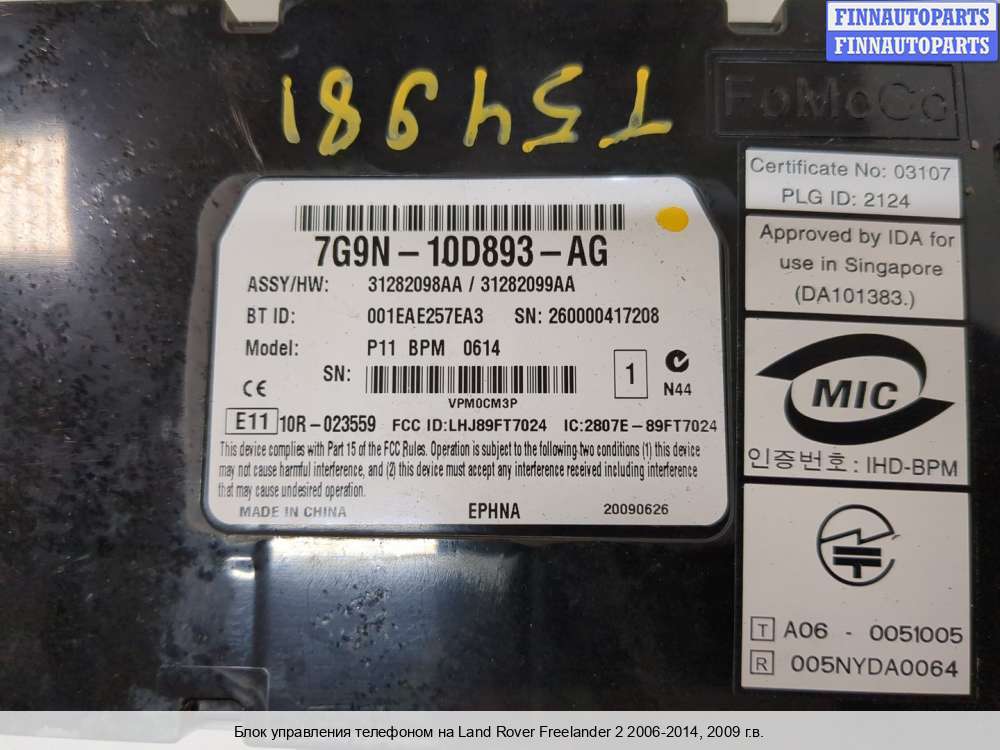 FINNAUTOPARTS
FINNAUTOPARTS
T54981
FoMoCo
7G9N-10D893-AG
ASSY/HW: 31282098AA / 31282099AA
BT ID: 001EAE257EA3 SN: 260000417208
Model: P11 BPM 0614
SN:
VPM0CM3P
1
N44
CE
E11 10R-023559 FCC ID:LHJ89FT7024 IC:2807E-89FT7024
This device complies with Part 15 of the FCC Rules. Operation is subject to the following two conditions (1) this device
may not cause harmful interference, and (2) this device must accept any interference received including interference
that may cause undesired operation.
MADE IN CHINA EPHNA 20090626
Certificate No: 03107
PLG ID: 2124
Approved by IDA for
use in Singapore
(DA101383.)
MIC
인증번호: IHD-BPM
T A06 - 0051005
R 005NYDA0064
Блок управления телефоном на Land Rover Freelander 2 2006-2014, 2009 г.в.